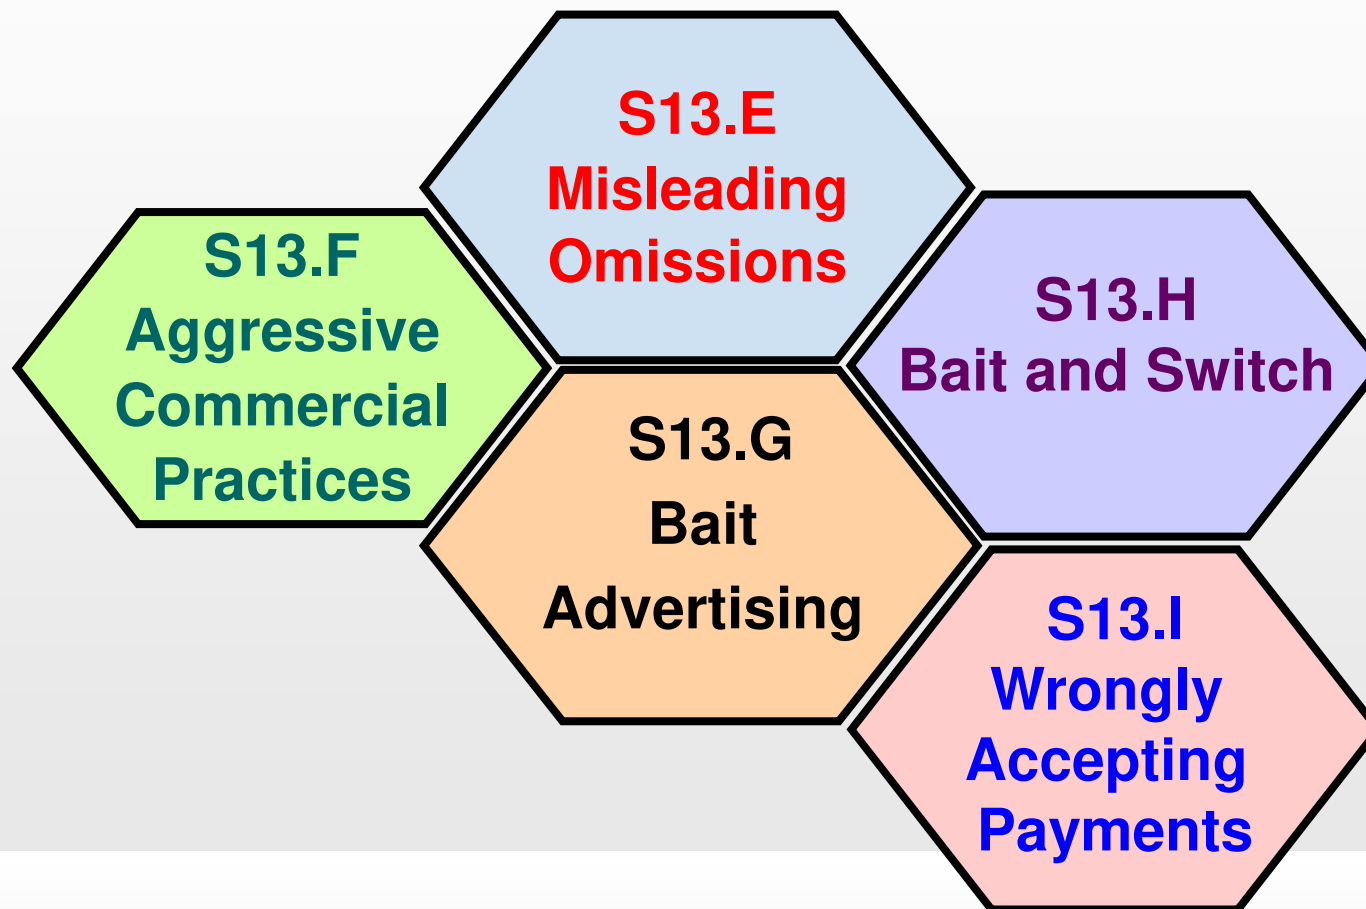 S13.E
Misleading
Omissions
S13.F
Aggressive
Commercial
Practices
S13.H
Bait and Switch
S13.G
Bait
Advertising
S13.I
Wrongly
Accepting
Payments